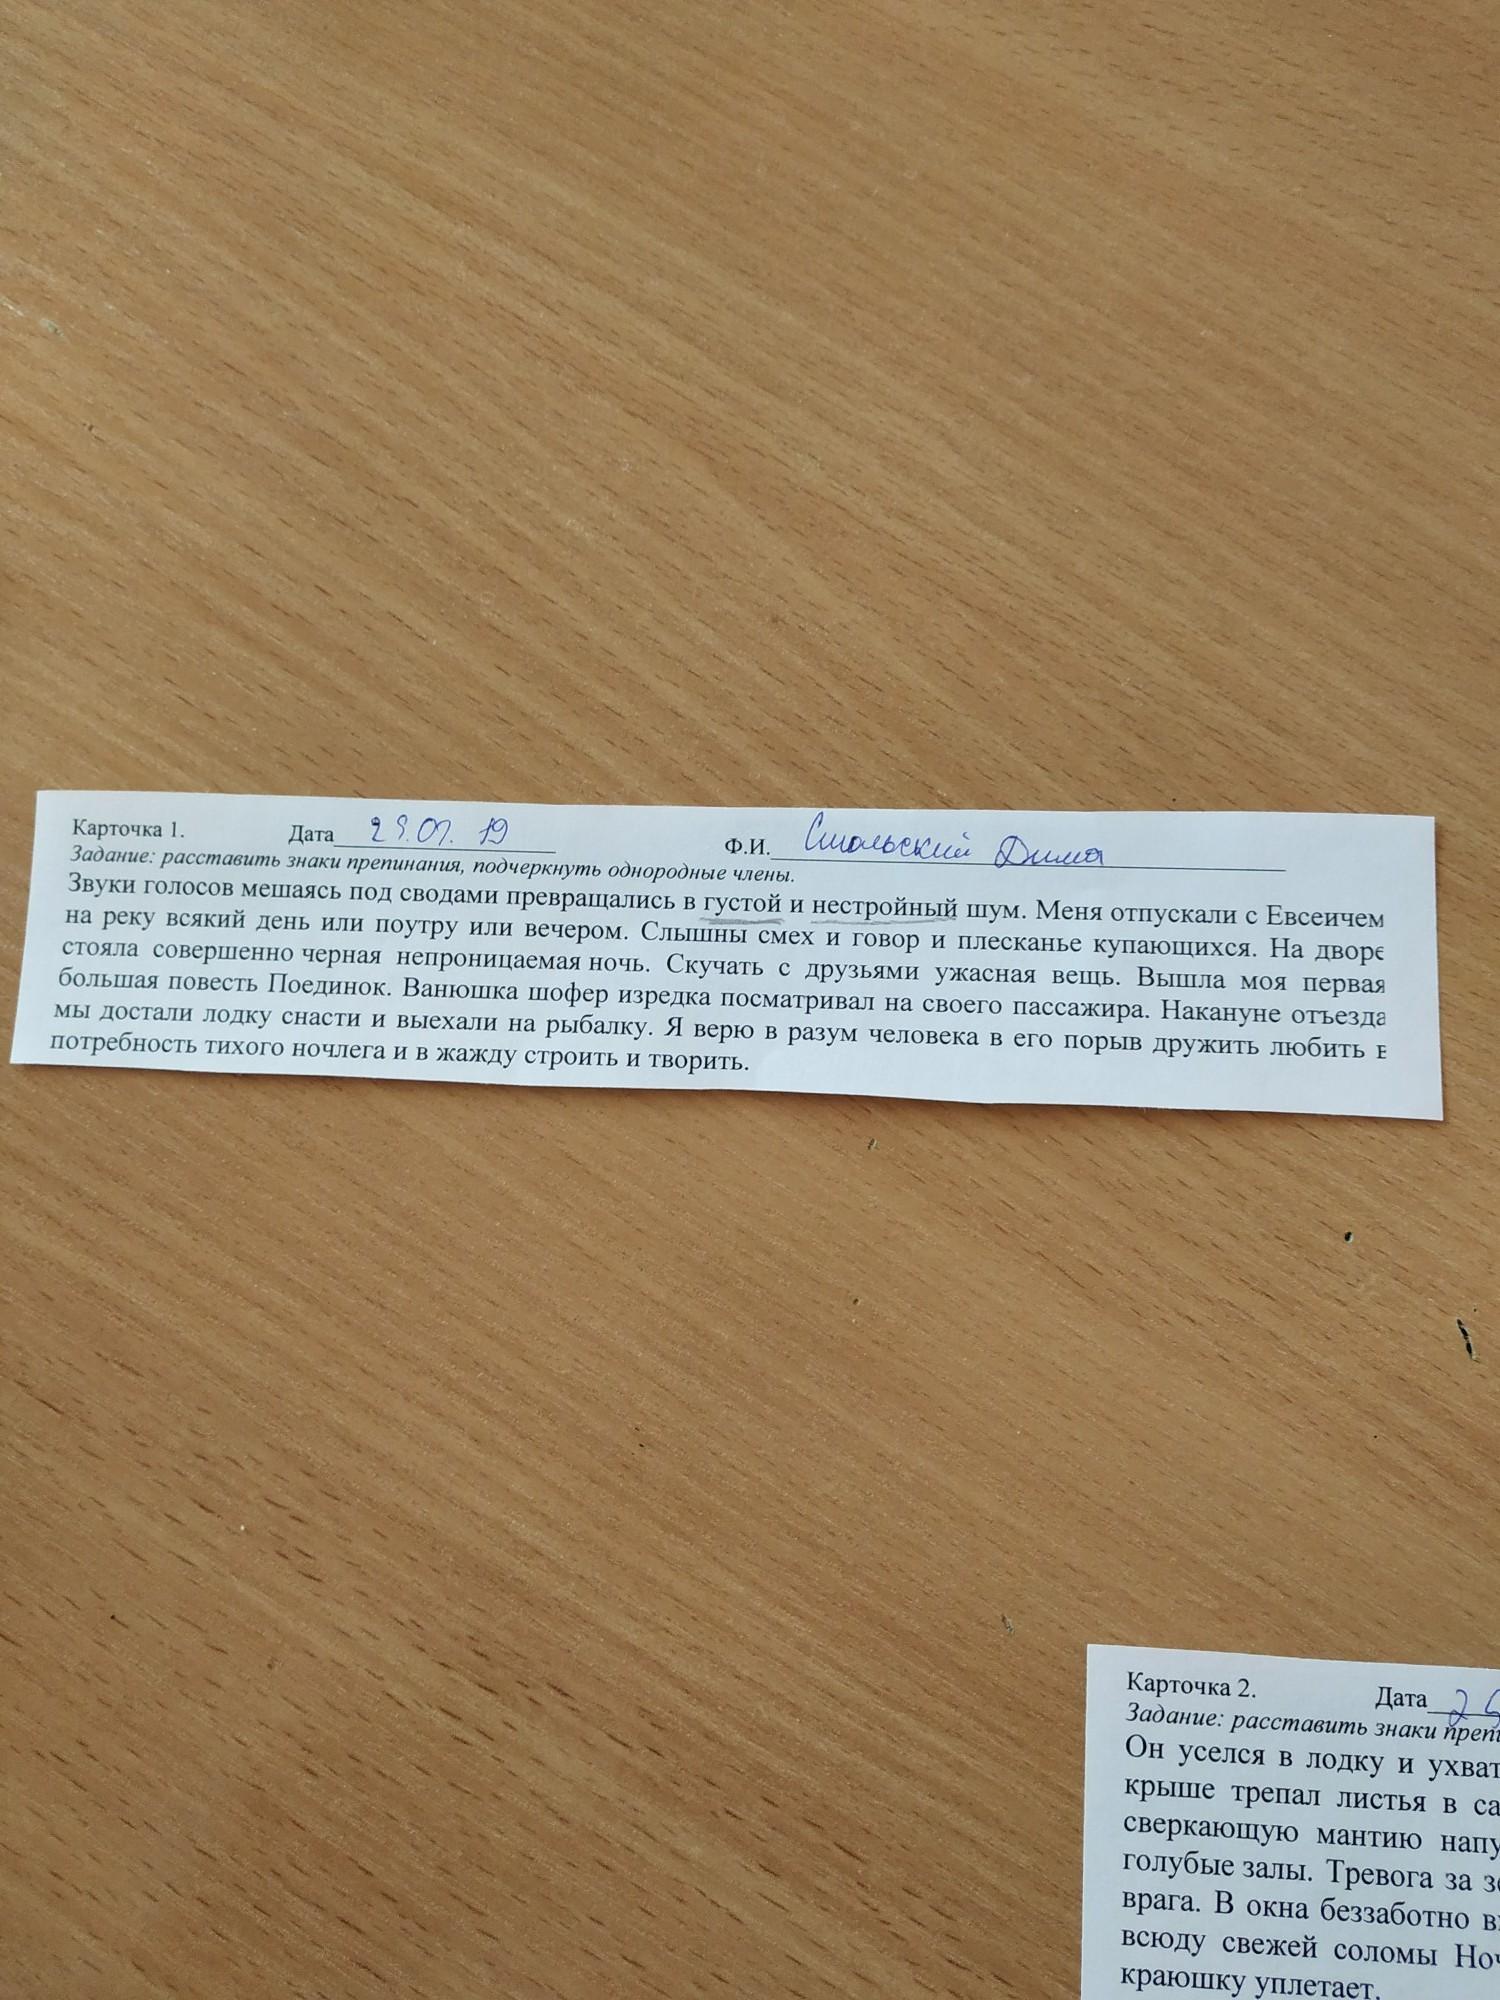 Карточка 1. Дата 29.01.19 Ф.И. Смольский Дима
Задание: расставить знаки препинания, подчеркнуть однородные члены.
Звуки голосов мешаясь под сводами превращались в густой и нестройный шум. Меня отпускали с Евсеичем
на реку всякий день или поутру или вечером. Слышны смех и говор и плесканье купающихся. На дворе
стояла совершенно черная непроницаемая ночь. Скучать с друзьями ужасная вещь. Вышла моя первая
большая повесть Поединок. Ванюшка шофер изредка посматривал на своего пассажира. Накануне отъезда
мы достали лодку снасти и выехали на рыбалку. Я верю в разум человека в его порыв дружить любить в
потребность тихого ночлега и в жажду строить и творить.
Карточка 2. Дата
Задание: расставить знаки
Он уселся в лодку и
крыше трепал листья в
сверкающую мантию
голубые залы. Тревога за
врага. В окна беззаботно
всюду свежей соломы
краюшку уплетает.